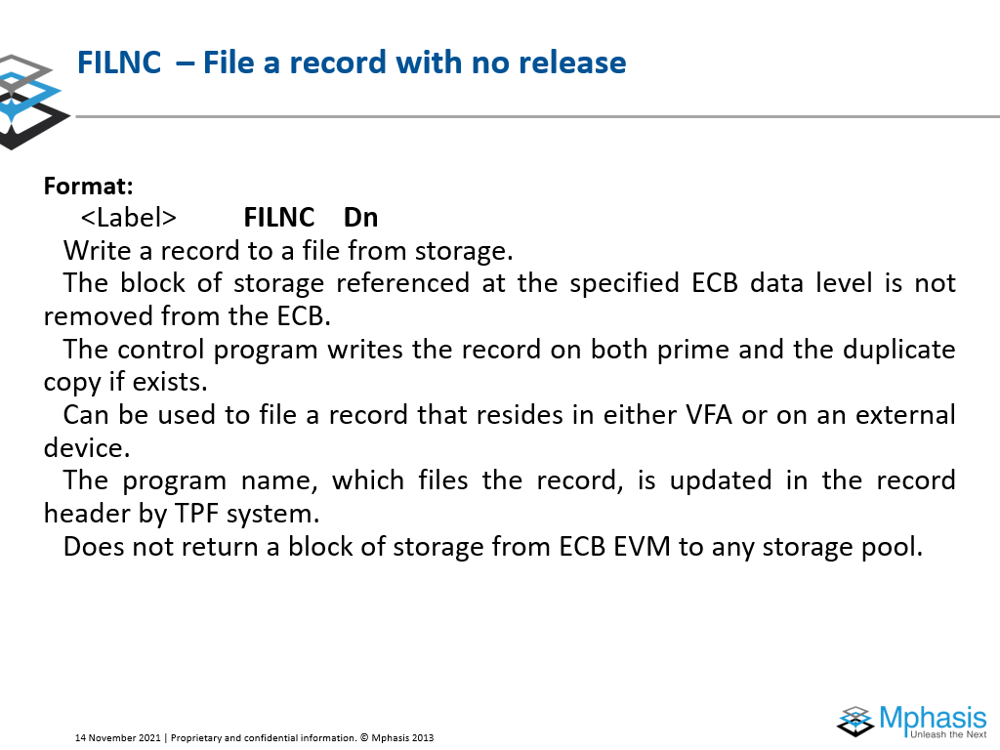 FILNC – File a record with no release
Format:
<Label> FILNC Dn
Write a record to a file from storage.
The block of storage referenced at the specified ECB data level is not
removed from the ECB.
The control program writes the record on both prime and the duplicate
copy if exists.
Can be used to file a record that resides in either VFA or on an external
device.
The program name, which files the record, is updated in the record
header by TPF system.
Does not return a block of storage from ECB EVM to any storage pool.
14 November 2021 | Proprietary and confidential information. © Mphasis 2013
Mphasis
Unleash the Next